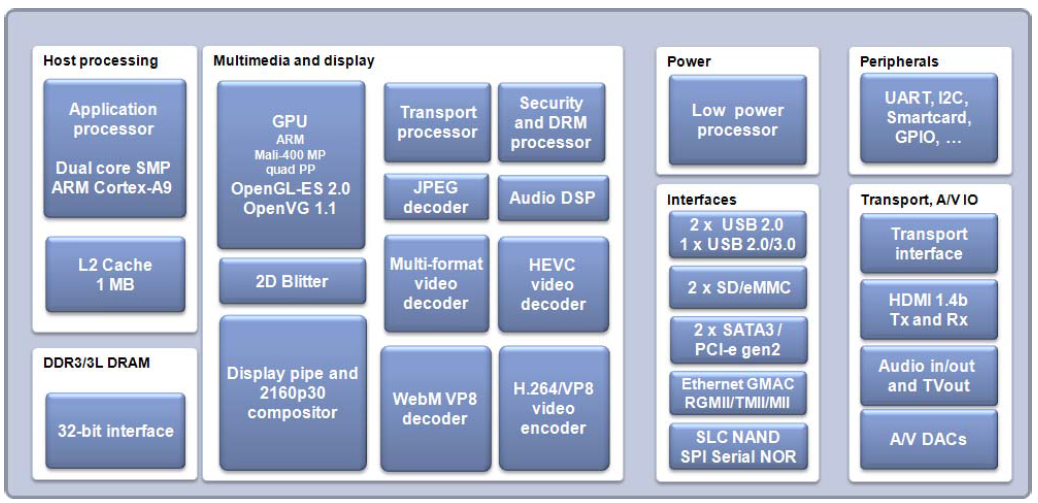 Host processing
Application
processor
Dual core SMP
ARM Cortex-A9
L2 Cache
1 MB
DDR3/3L DRAM
32-bit interface
Multimedia and display
GPU
ARM
Mali-400 MP
quad PP
OpenGL-ES 2.0
OpenVG 1.1
2D Blitter
Display pipe and
2160p30
compositor
Transport
processor
Security
and DRM
processor
JPEG
decoder
Audio DSP
Multi-format
video
decoder
HEVC
video
decoder
WebM VP8
decoder
H.264/VP8
video
encoder
Power
Low power
processor
Interfaces
2 x USB 2.0
1 x USB 2.0/3.0
2 x SD/eMMC
2 x SATA3 /
PCI-e gen2
Ethernet GMAC
RGMII/TMII/MII
SLC NAND
SPI Serial NOR
Peripherals
UART, I2C,
Smartcard,
GPIO, ...
Transport, A/V IO
Transport
interface
HDMI 1.4b
Tx and Rx
Audio in/out
and TVout
A/V DACs